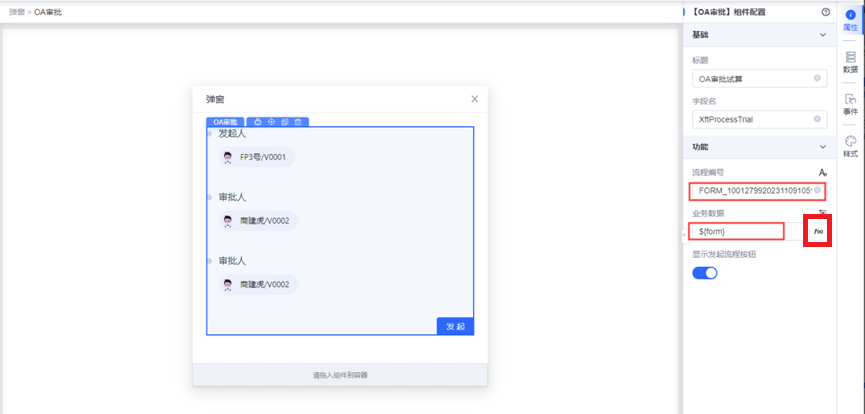 弹窗 > OA审批
弹窗
OA审批
发起人
FP3号/V0001
审批人
商建虎/V0002
审批人
商建虎/V0002
发 起
请拖入组件到容器
【OA审批】组件配置
基础
标题
OA审批试算
字段名
XftProcessTrial
功能
流程编号
FORM_1001279920231109105
业务数据
${form}
f(x)
显示发起流程按钮
属性
数据
事件
样式